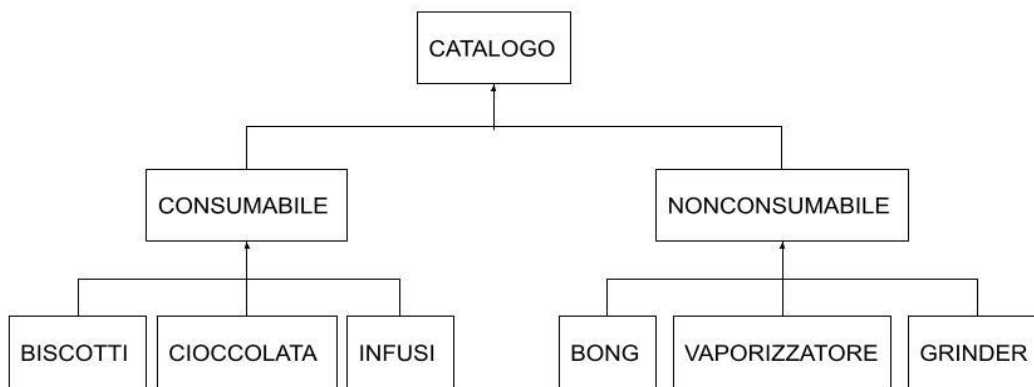 CATALOGO
CONSUMABILE
NONCONSUMABILE
BISCOTTI
CIOCCOLATA
INFUSI
BONG
VAPORIZZATORE
GRINDER